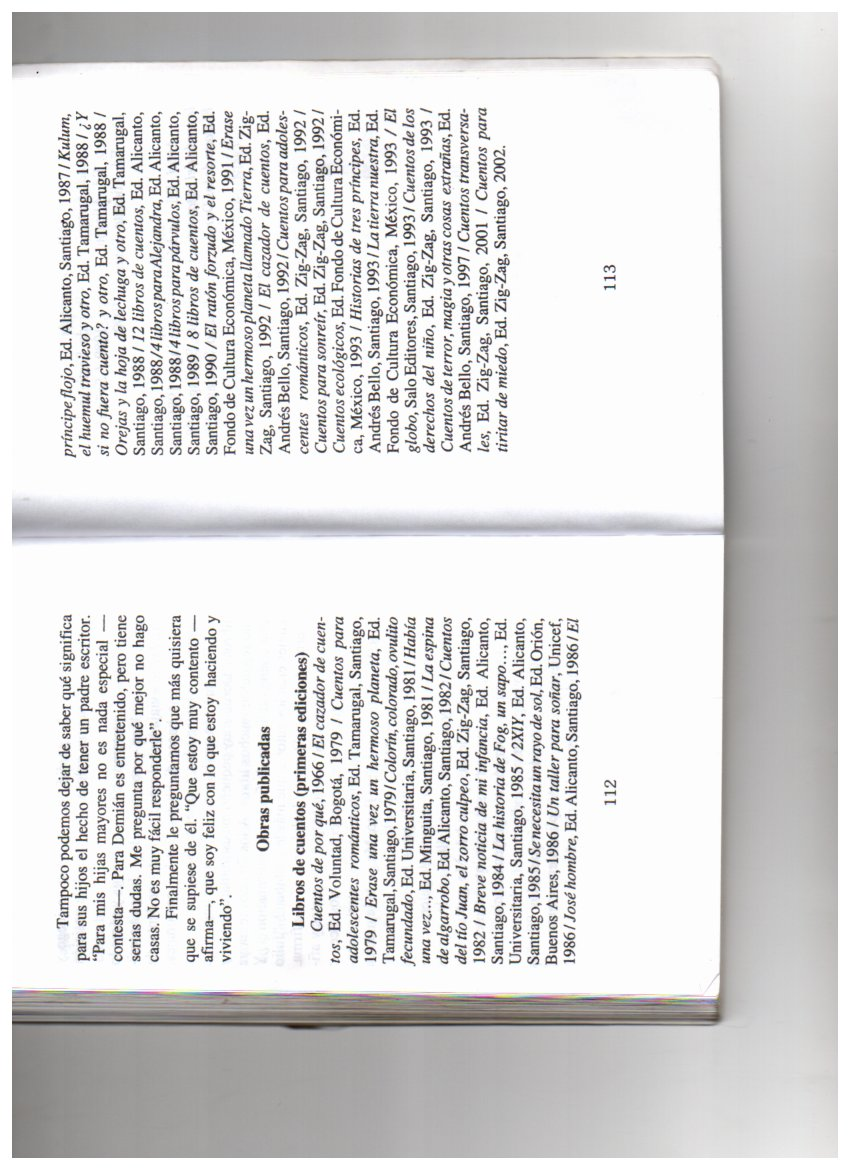 Tampoco podemos dejar de saber qué significa
para sus hijos el hecho de tener un padre escritor.
“Para mis hijas mayores no es nada especial —
contesta—. Para Demián es entretenido, pero tiene
serias dudas. Me pregunta por qué mejor no hago
casas. No es muy fácil responderle”.
Finalmente le preguntamos que más quisiera
que se supiese de él. “Que estoy muy contento —
afirma—, que soy feliz con lo que estoy haciendo y
viviendo”.
Obras publicadas
Libros de cuentos (primeras ediciones)
Cuentos de por qué, 1966 / El cazador de cuen-
tos, Ed. Voluntad, Bogotá, 1979 / Cuentos para
adolescentes románticos, Ed. Tamarugal, Santiago,
1979 / Erase una vez un hermoso planeta, Ed.
Tamarugal, Santiago, 1979 / Colorín, colorado, ovulito
fecundado, Ed. Universitaria, Santiago, 1981 / Había
una vez..., Ed. Minguita, Santiago, 1981 / La espina
de algarrobo, Ed. Alicanto, Santiago, 1982 / Cuentos
del tío Juan, el zorro culpeo, Ed. Zig-Zag, Santiago,
1982 / Breve noticia de mi infancia, Ed. Alicanto,
Santiago, 1984 / La historia de Fog, un sapo..., Ed.
Universitaria, Santiago, 1985 / 2X1Y, Ed. Alicanto,
Santiago, 1985 / Se necesita un rayo de sol, Ed. Orión,
Buenos Aires, 1986 / Un taller para soñar, Unicef,
1986 / José hombre, Ed. Alicanto, Santiago, 1986 / El
112
príncipe flojo, Ed. Alicanto, Santiago, 1987 / Kulum,
el huemul travieso y otro, Ed. Tamarugal, 1988 / ¿Y
si no fuera cuento? y otro, Ed. Tamarugal, 1988 /
Orejas y la hoja de lechuga y otro, Ed. Tamarugal,
Santiago, 1988 / 12 libros de cuentos, Ed. Alicanto,
Santiago, 1988 / 4 libros para Alejandra, Ed. Alicanto,
Santiago, 1988 / 4 libros para párvulos, Ed. Alicanto,
Santiago, 1989 / 8 libros de cuentos, Ed. Alicanto,
Santiago, 1990 / El ratón forzudo y el resorte, Ed.
Fondo de Cultura Económica, México, 1991 / Erase
una vez un hermoso planeta llamado Tierra, Ed. Zig-
Zag, Santiago, 1992 / El cazador de cuentos, Ed.
Andrés Bello, Santiago, 1992 / Cuentos para adoles-
centes románticos, Ed. Zig-Zag, Santiago, 1992 /
Cuentos para sonreír, Ed. Zig-Zag, Santiago, 1992 /
Cuentos ecológicos, Ed. Fondo de Cultura Económi-
ca, México, 1993 / Historias de tres príncipes, Ed.
Andrés Bello, Santiago, 1993 / La tierra nuestra, Ed.
Fondo de Cultura Económica, México, 1993 / El
globo, Salo Editores, Santiago, 1993 / Cuentos de los
derechos del niño, Ed. Zig-Zag, Santiago, 1993 /
Cuentos de terror, magia y otras cosas extrañas, Ed.
Andrés Bello, Santiago, 1997 / Cuentos transversa-
les, Ed. Zig-Zag, Santiago, 2001 / Cuentos para
tiritar de miedo, Ed. Zig-Zag, Santiago, 2002.
113